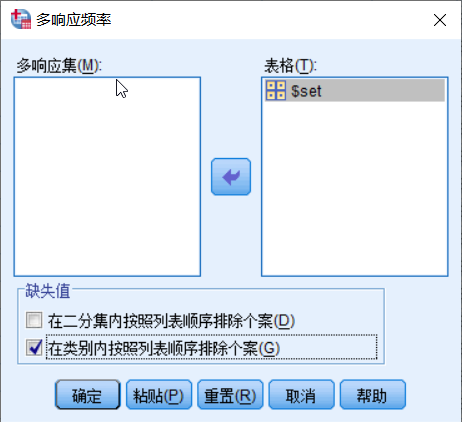 多响应频率
多响应集(M):
表格(T):
$set
缺失值
在二分集内按照列表顺序排除个案(D)
在类别内按照列表顺序排除个案(G)
确定 粘贴(P) 重置(R) 取消 帮助